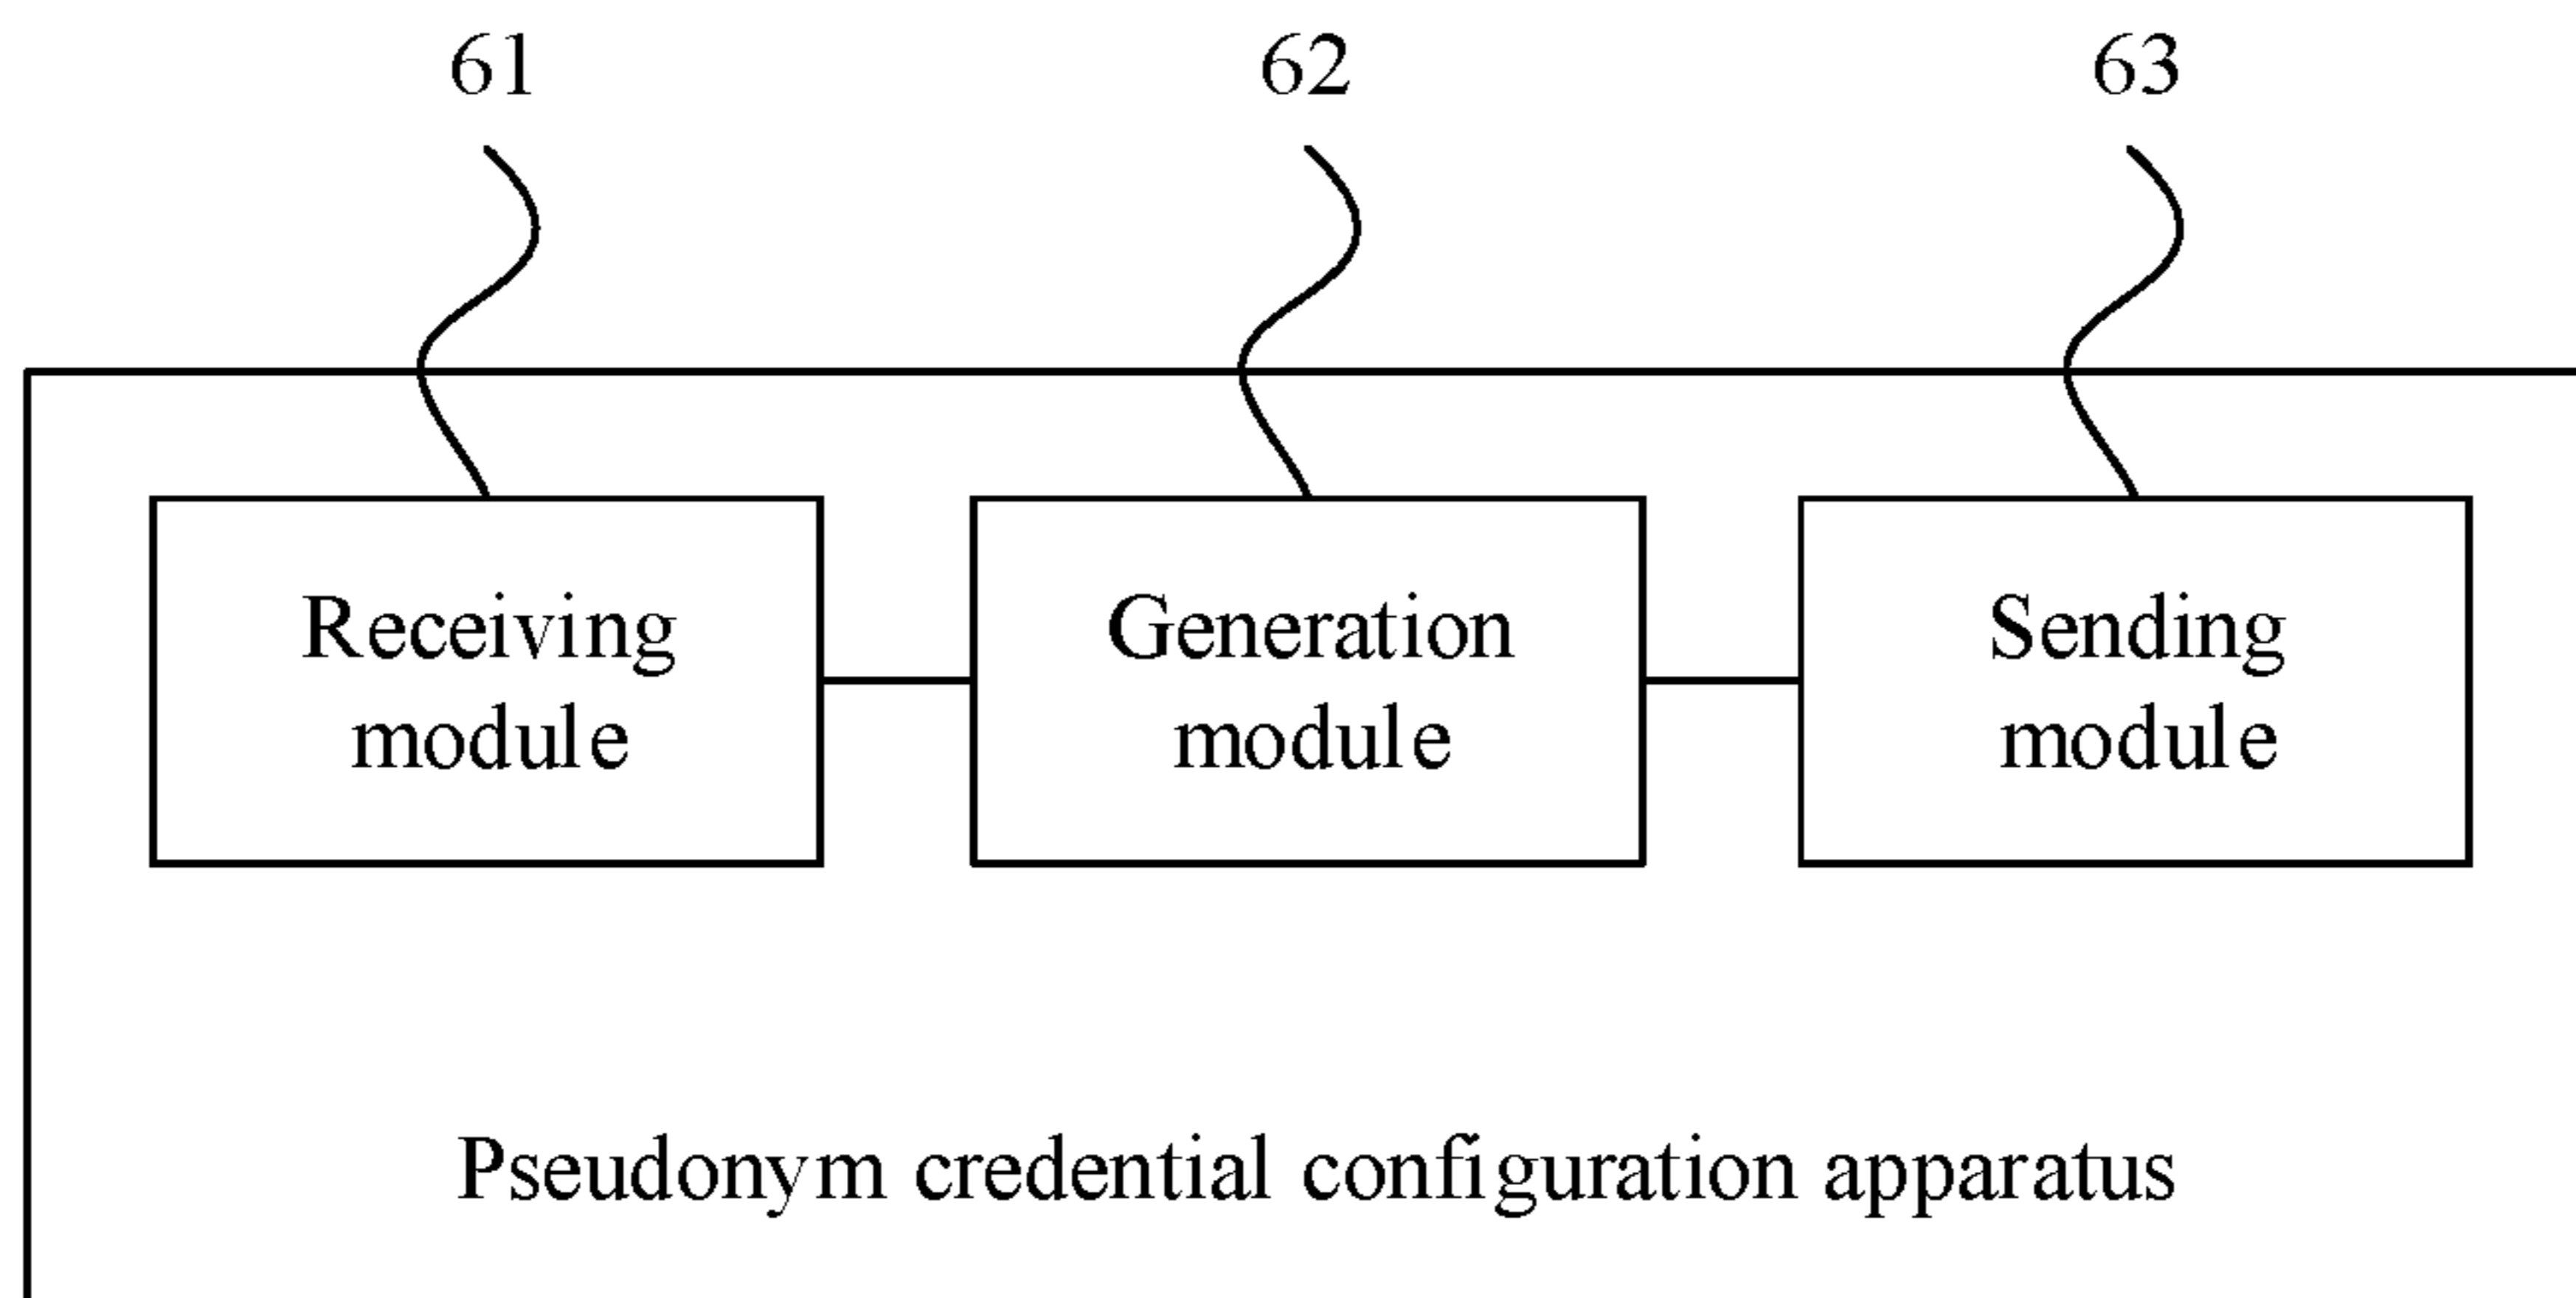 61
62
63
Receiving
module
Generation
module
Sending
module
Pseudonym credential configuration apparatus